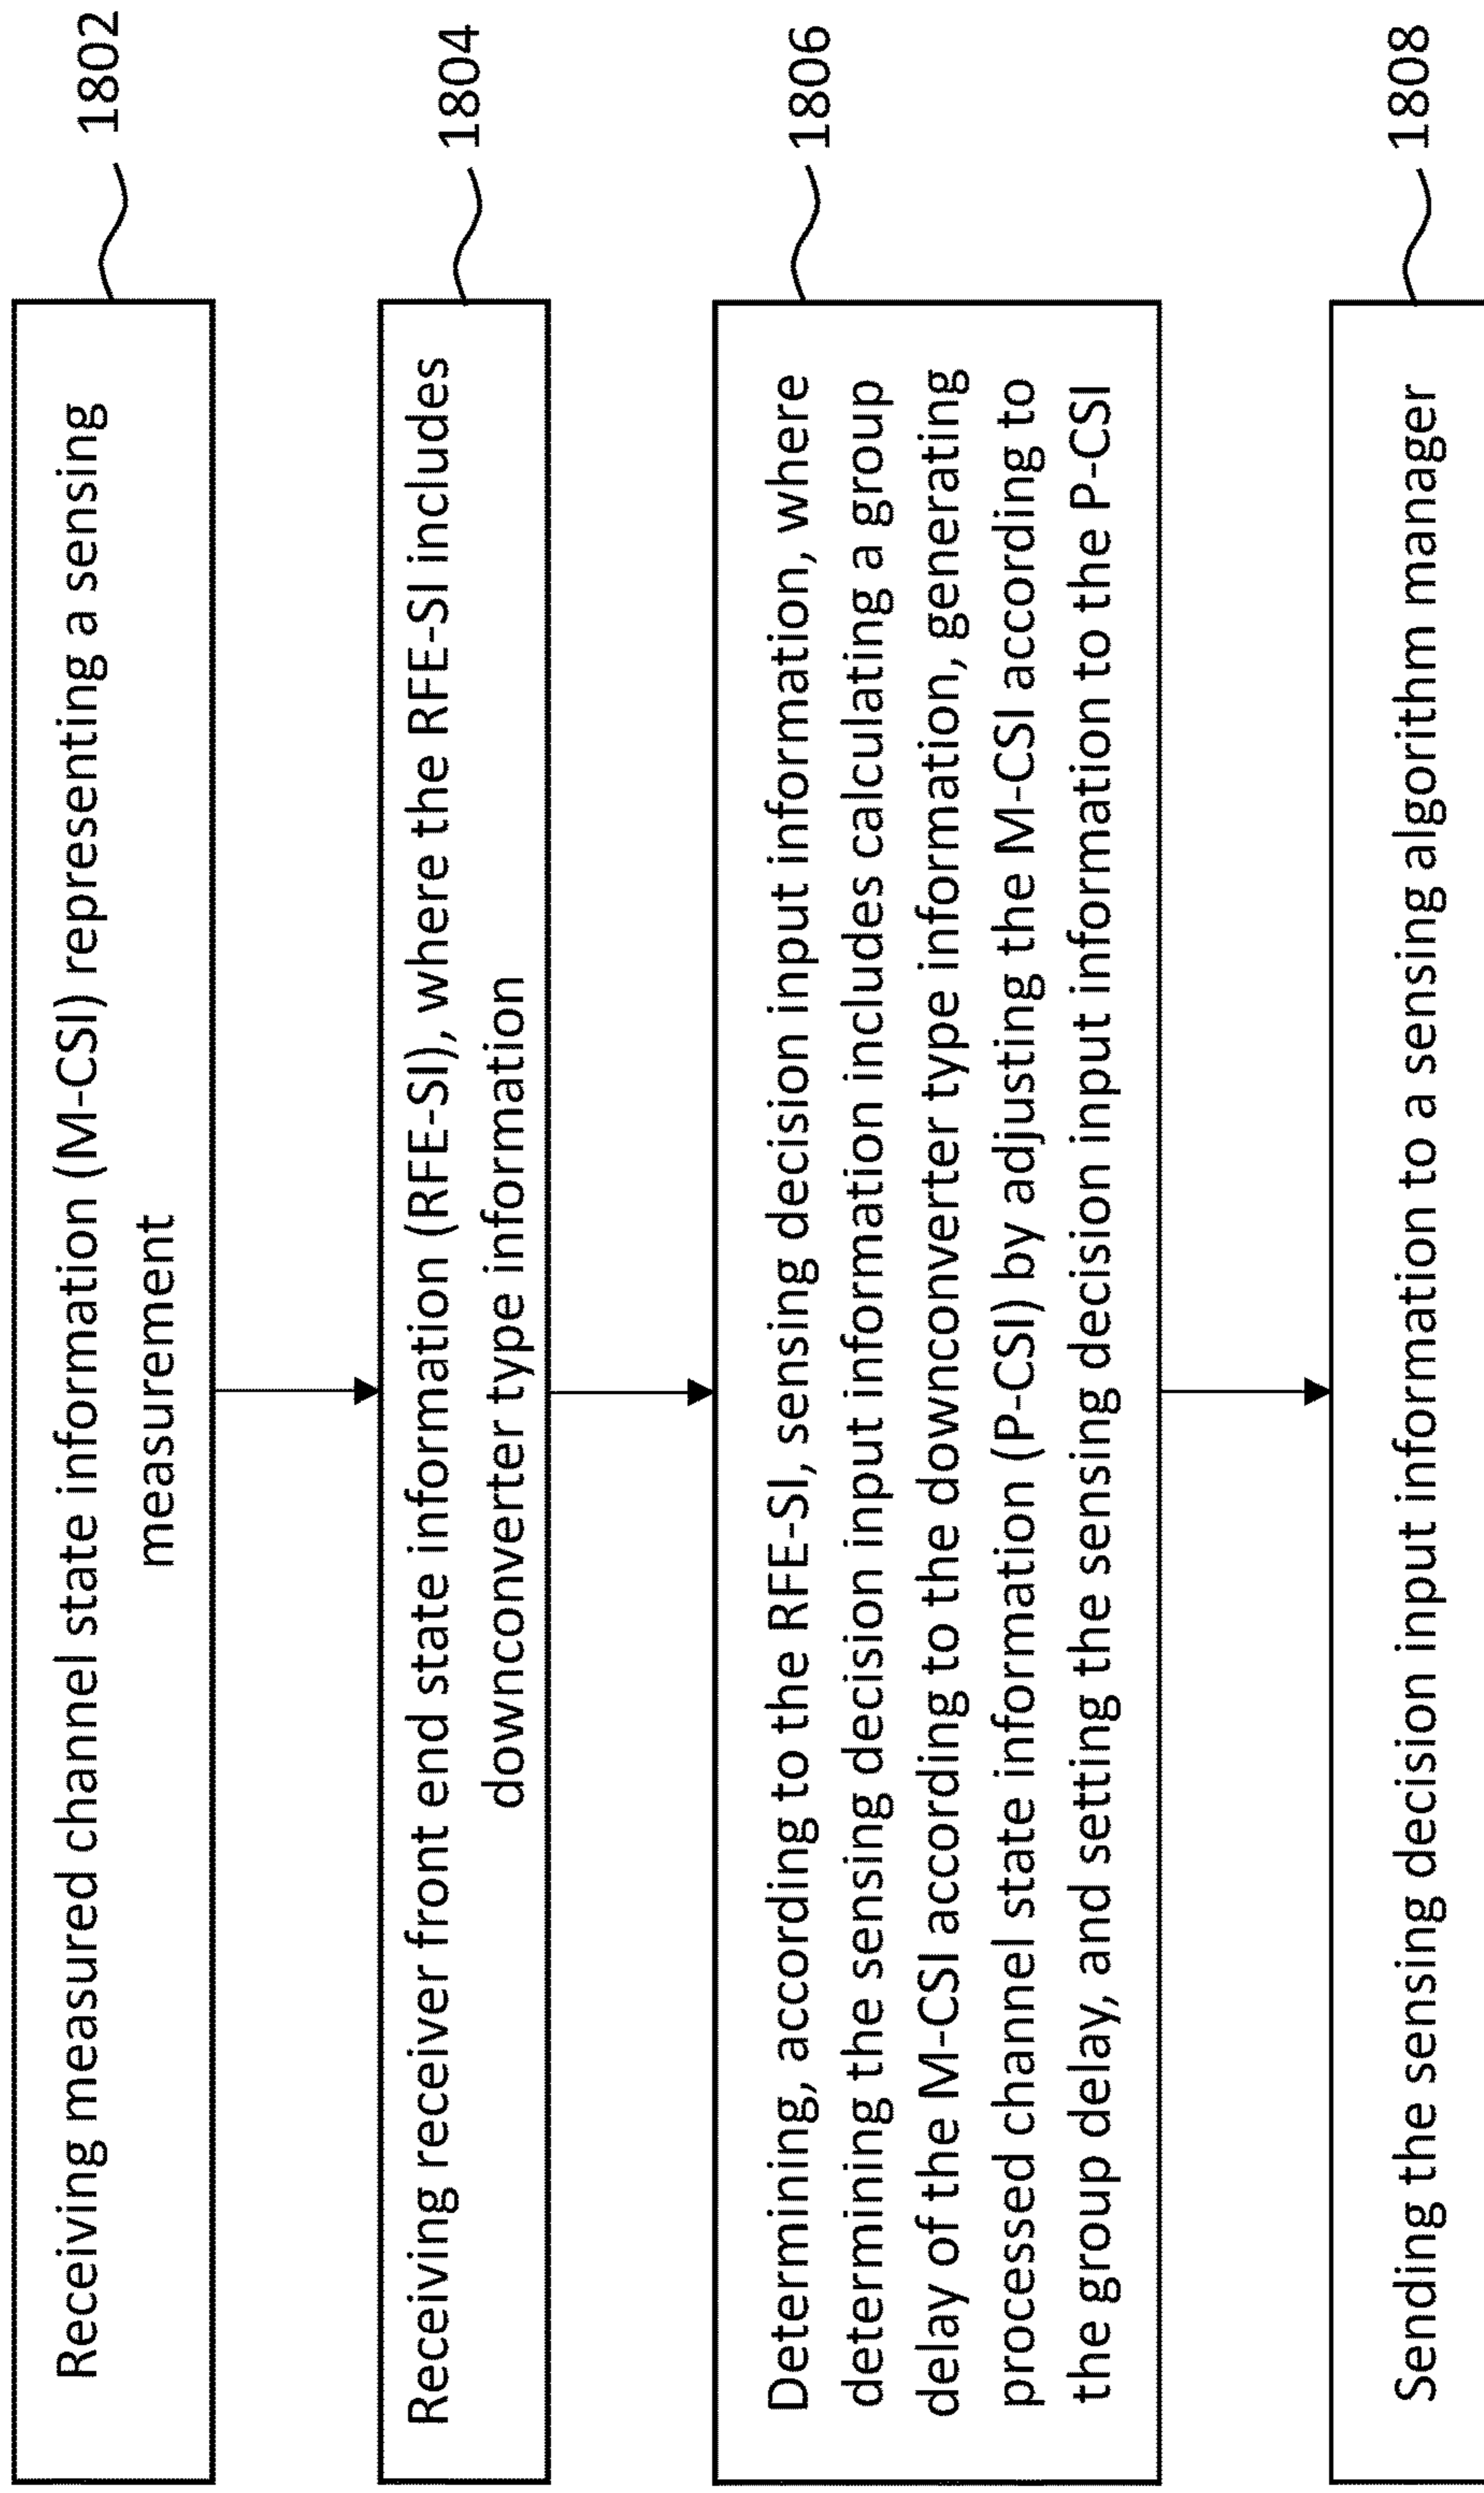 Receiving measured channel state information (M-CSI) representing a sensing
measurement
1802
Receiving receiver front end state information (RFE-SI), where the RFE-SI includes
downconverter type information
1804
Determining, according to the RFE-SI, sensing decision input information, where
determining the sensing decision input information includes calculating a group
delay of the M-CSI according to the downconverter type information, generating
processed channel state information (P-CSI) by adjusting the M-CSI according to
the group delay, and setting the sensing decision input information to the P-CSI
1806
Sending the sensing decision input information to a sensing algorithm manager
1808